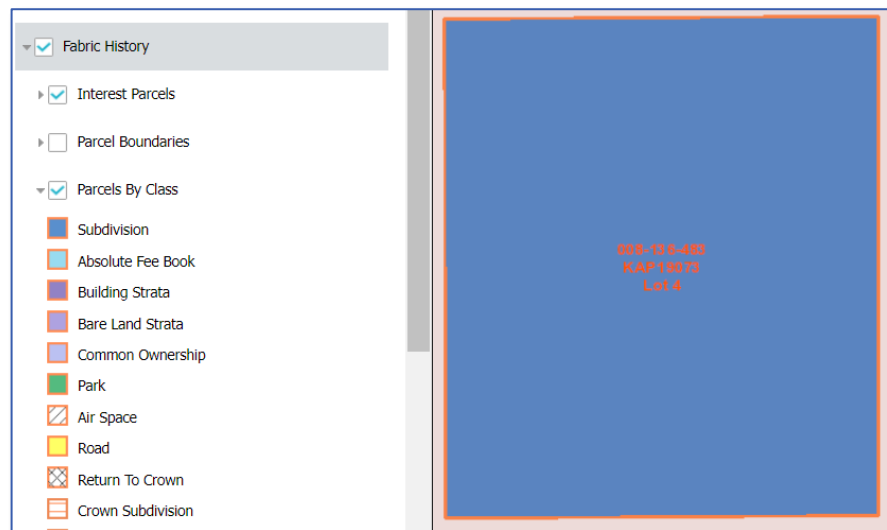 Fabric History
Interest Parcels
Parcel Boundaries
Parcels By Class
Subdivision
Absolute Fee Book
Building Strata
Bare Land Strata
Common Ownership
Park
Air Space
Road
Return To Crown
Crown Subdivision
Lot 4